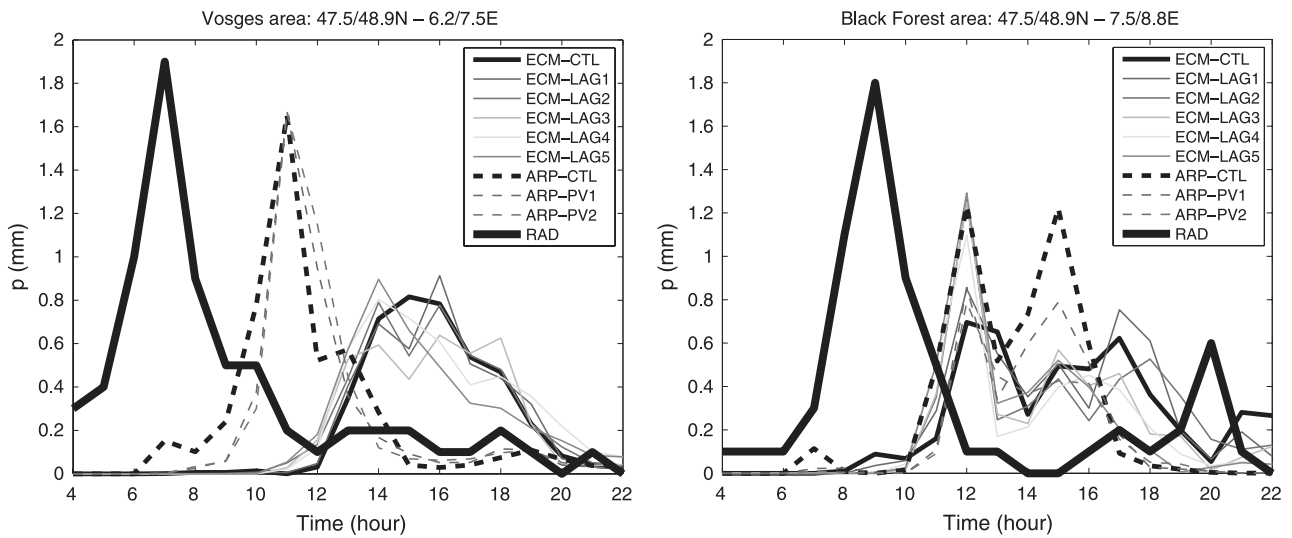 Vosges area: 47.5/48.9N – 6.2/7.5E
2
1.8
1.6
1.4
1.2
1
0.8
0.6
0.4
0.2
0
p (mm)
ECM–CTL
ECM–LAG1
ECM–LAG2
ECM–LAG3
ECM–LAG4
ECM–LAG5
ARP–CTL
ARP–PV1
ARP–PV2
RAD
4 6 8 10 12 14 16 18 20 22
Time (hour)
Black Forest area: 47.5/48.9N – 7.5/8.8E
2
1.8
1.6
1.4
1.2
1
0.8
0.6
0.4
0.2
0
p (mm)
ECM–CTL
ECM–LAG1
ECM–LAG2
ECM–LAG3
ECM–LAG4
ECM–LAG5
ARP–CTL
ARP–PV1
ARP–PV2
RAD
4 6 8 10 12 14 16 18 20 22
Time (hour)